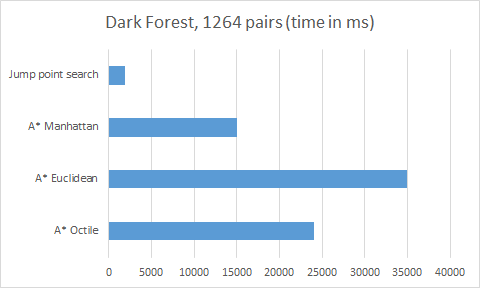 Dark Forest, 1264 pairs (time in ms)
Jump point search
A* Manhattan
A* Euclidean
A* Octile
0 5000 10000 15000 20000 25000 30000 35000 40000